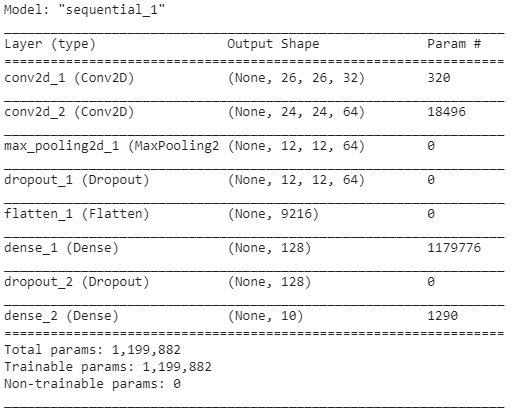 Model: "sequential_1"
_________________________________________________________________
Layer (type)                 Output Shape              Param #
=================================================================
conv2d_1 (Conv2D)            (None, 26, 26, 32)        320
_________________________________________________________________
conv2d_2 (Conv2D)            (None, 24, 24, 64)        18496
_________________________________________________________________
max_pooling2d_1 (MaxPooling2 (None, 12, 12, 64)        0
_________________________________________________________________
dropout_1 (Dropout)          (None, 12, 12, 64)        0
_________________________________________________________________
flatten_1 (Flatten)          (None, 9216)              0
_________________________________________________________________
dense_1 (Dense)              (None, 128)               1179776
_________________________________________________________________
dropout_2 (Dropout)          (None, 128)               0
_________________________________________________________________
dense_2 (Dense)              (None, 10)                1290
=================================================================
Total params: 1,199,882
Trainable params: 1,199,882
Non-trainable params: 0
_________________________________________________________________